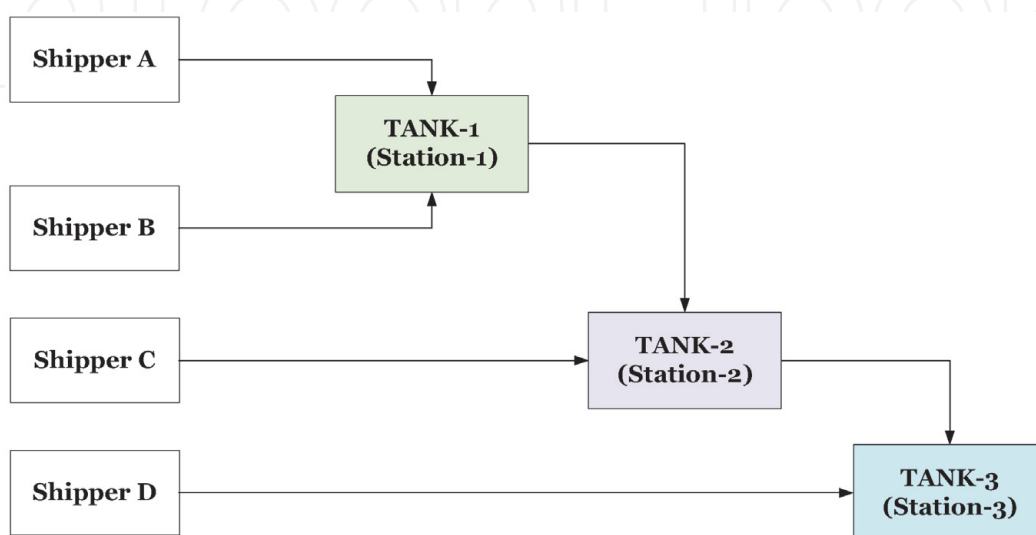 Shipper A
TANK-1
(Station-1)
Shipper B
Shipper C
TANK-2
(Station-2)
Shipper D
TANK-3
(Station-3)